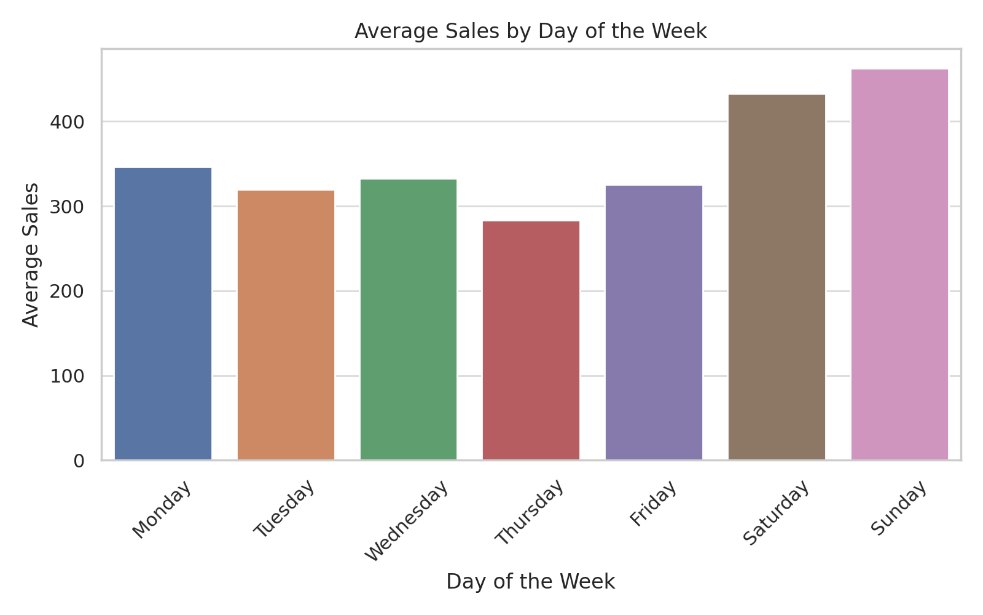 Average Sales by Day of the Week
Average Sales
400
300
200
100
0
Monday
Tuesday
Wednesday
Thursday
Friday
Saturday
Sunday
Day of the Week